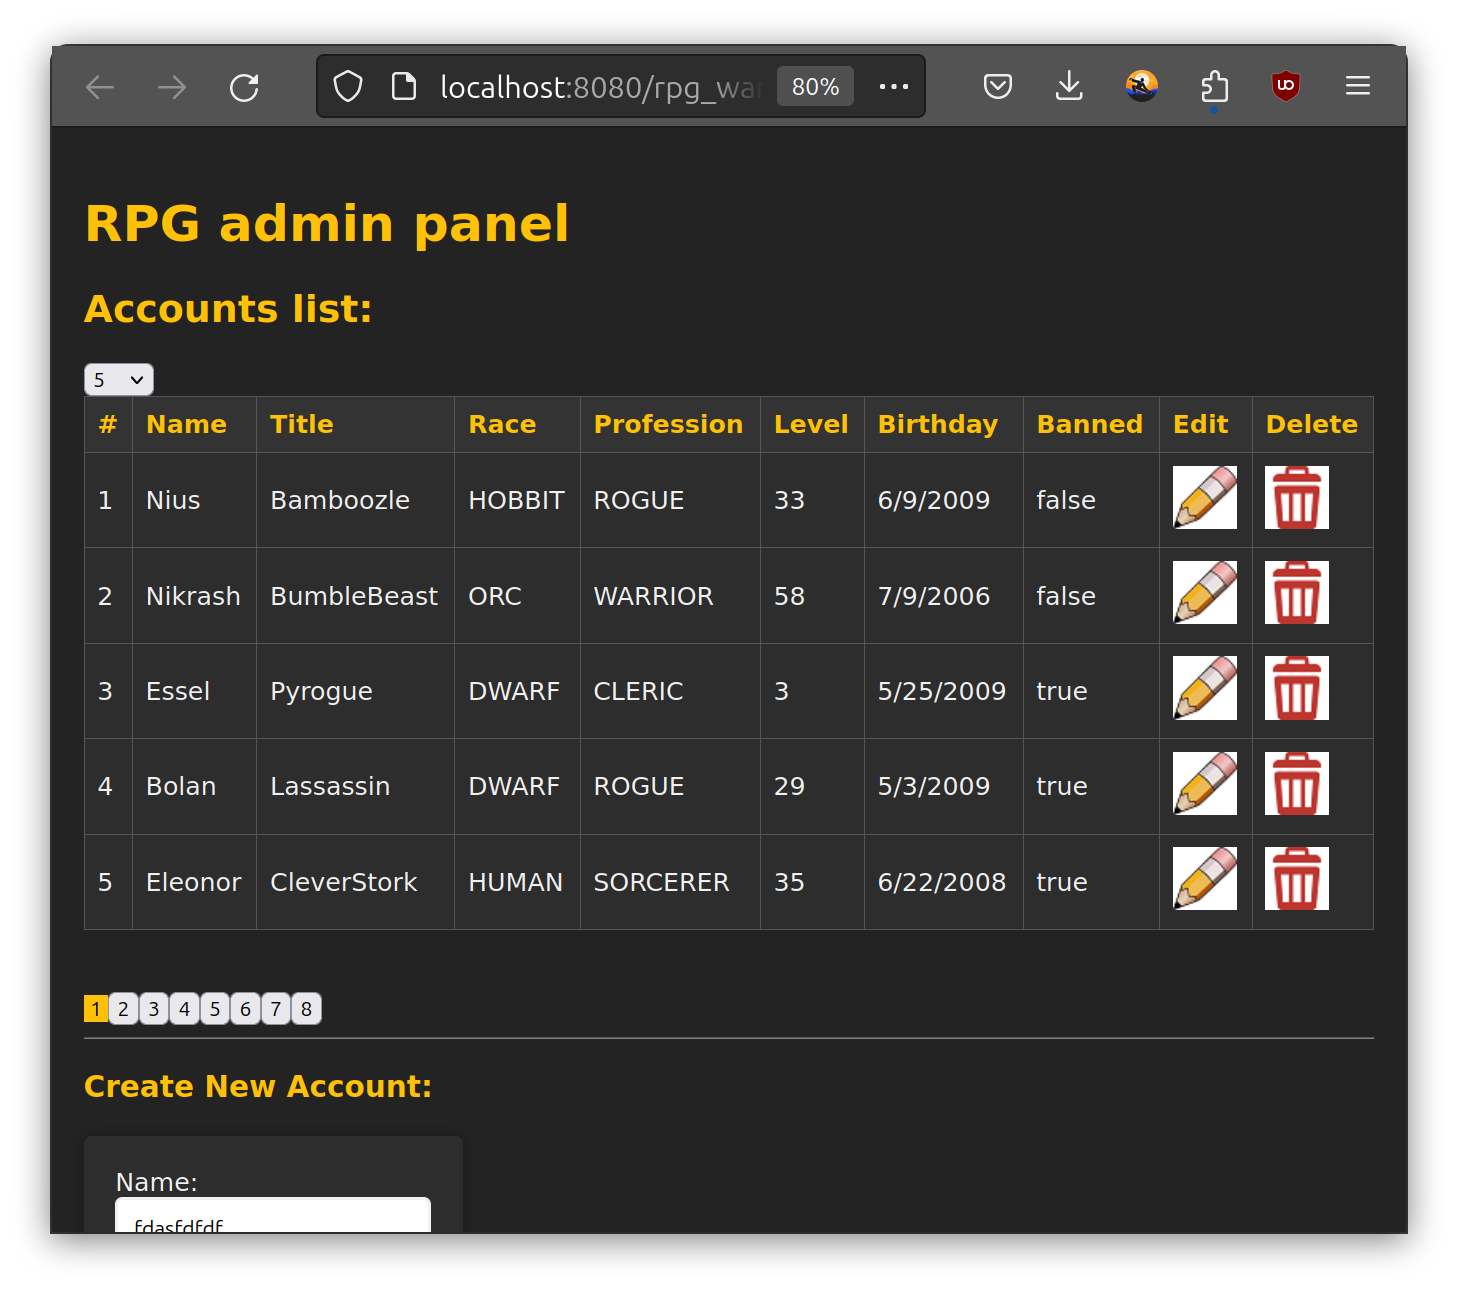 localhost:8080/rpg_wa 80%
RPG admin panel
Accounts list:
5
# Name Title Race Profession Level Birthday Banned Edit Delete
1 Nius Bamboozle HOBBIT ROGUE 33 6/9/2009 false
2 Nikrash BumbleBeast ORC WARRIOR 58 7/9/2006 false
3 Essel Pyrogue DWARF CLERIC 3 5/25/2009 true
4 Bolan Lassassin DWARF ROGUE 29 5/3/2009 true
5 Eleonor CleverStork HUMAN SORCERER 35 6/22/2008 true
1 2 3 4 5 6 7 8
Create New Account:
Name:
fdasfdfdf